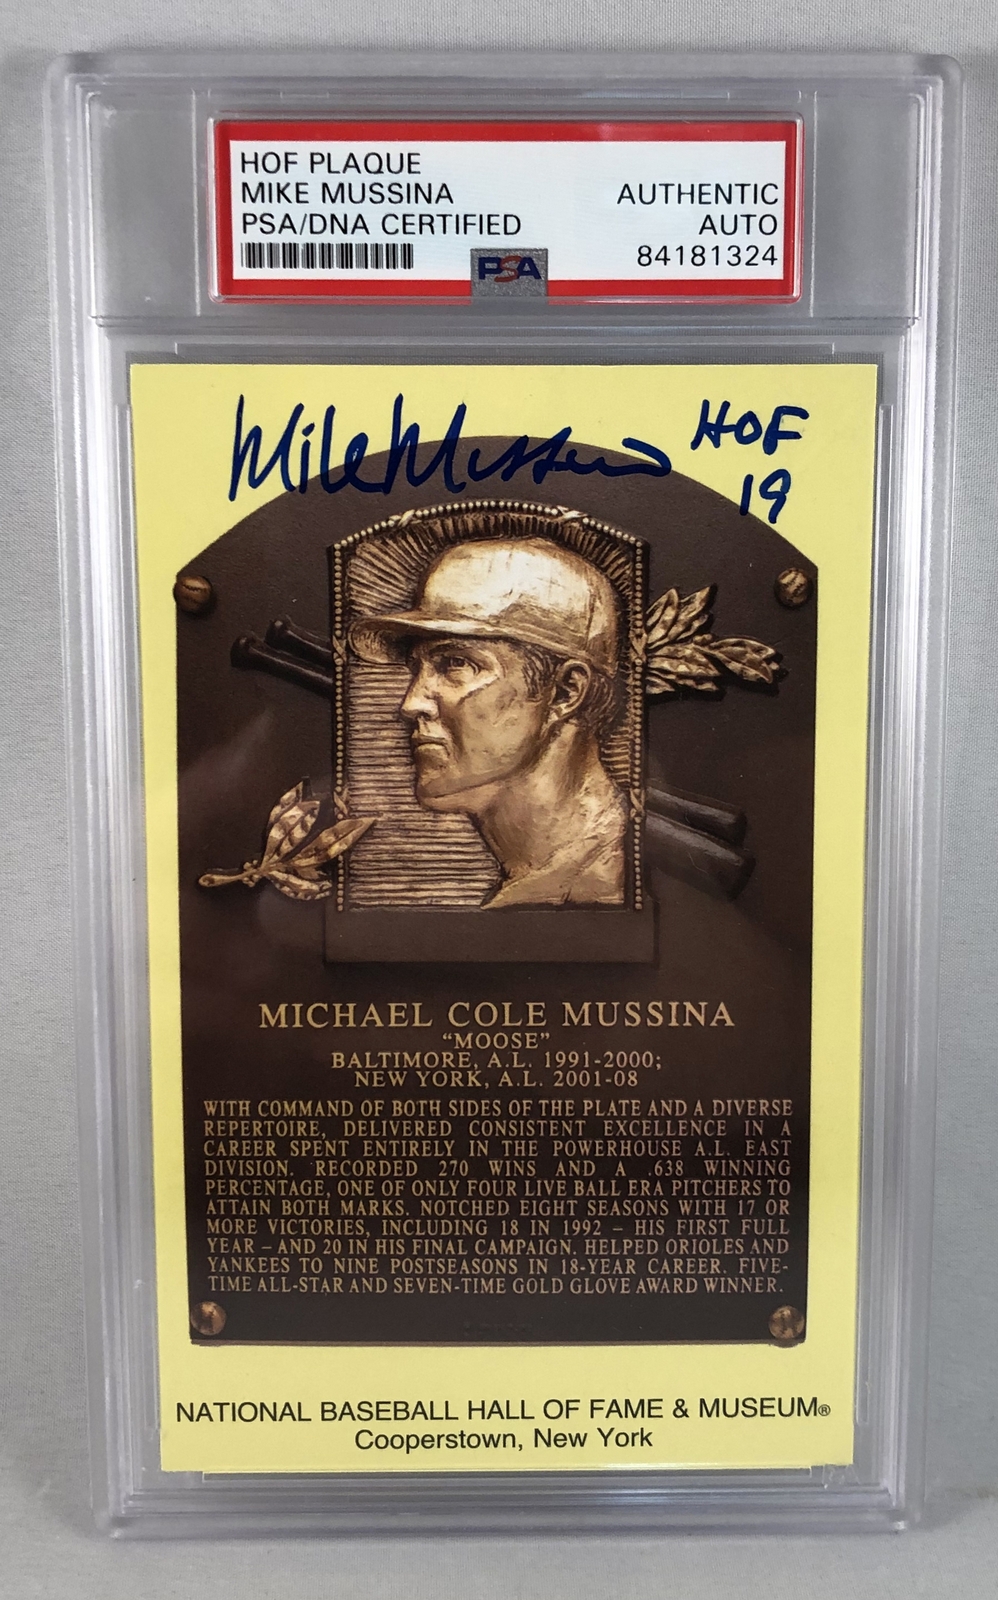 HOF PLAQUE
MIKE MUSSINA
PSA/DNA CERTIFIED
AUTHENTIC
AUTO
84181324
PSA
Mike Mussina
HOF
19
MICHAEL COLE MUSSINA
“MOOSE”
BALTIMORE, A.L. 1991-2000;
NEW YORK, A.L. 2001-08
WITH COMMAND OF BOTH SIDES OF THE PLATE AND A DIVERSE
REPERTOIRE, DELIVERED CONSISTENT EXCELLENCE IN A
CAREER SPENT ENTIRELY IN THE POWERHOUSE A.L. EAST
DIVISION. RECORDED 270 WINS AND A .638 WINNING
PERCENTAGE, ONE OF ONLY FOUR LIVE BALL ERA PITCHERS TO
ATTAIN BOTH MARKS. NOTCHED EIGHT SEASONS WITH 17 OR
MORE VICTORIES, INCLUDING 18 IN 1992 – HIS FIRST FULL
YEAR – AND 20 IN HIS FINAL CAMPAIGN. HELPED ORIOLES AND
YANKEES TO NINE POSTSEASONS IN 18-YEAR CAREER. FIVE-
TIME ALL-STAR AND SEVEN-TIME GOLD GLOVE AWARD WINNER.
NATIONAL BASEBALL HALL OF FAME & MUSEUM®
Cooperstown, New York